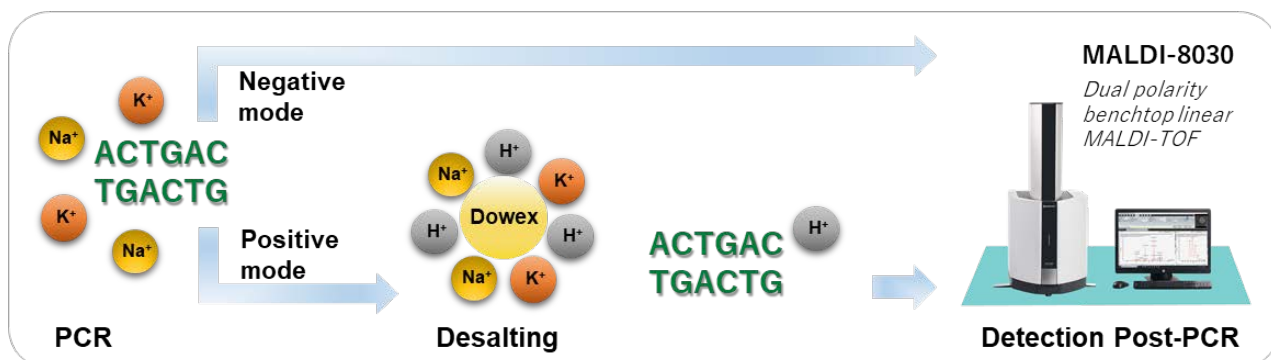 K⁺
Na⁺
ACTGAC
TGACTG
K⁺
Na⁺
PCR
Negative
mode
Positive
mode
H⁺
Na⁺
K⁺
Dowex
H⁺
H⁺
Na⁺
K⁺
Desalting
ACTGAC
H⁺
TGACTG
MALDI-8030
Dual polarity
benchtop linear
MALDI-TOF
Detection Post-PCR